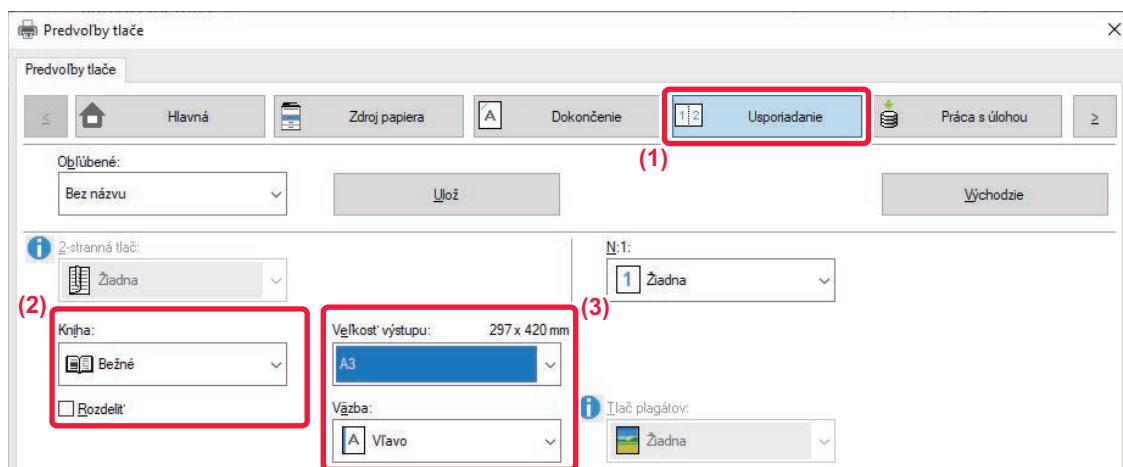 Predvoľby tlače
Predvoľby tlače
< Hlavná Zdroj papiera Dokončenie Usporiadanie Práca s úlohou >
(1)
Obľúbené:
Bez názvu Ulož Východzie
2-stranná tlač: N:1:
Žiadna 1 Žiadna
(2) (3)
Kniha: Veľkosť výstupu: 297 x 420 mm
Bežné A3
Rozdeliť Väzba: Tlač plagátov:
A Vľavo Žiadna